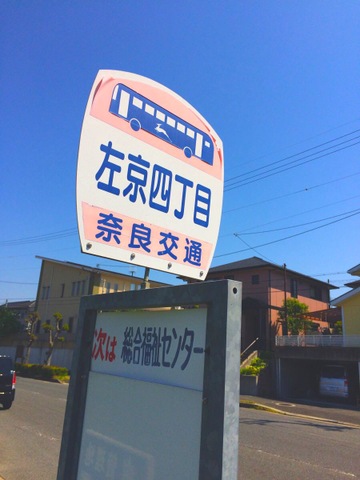 左京四丁目
奈良交通
次は 総合福祉センター